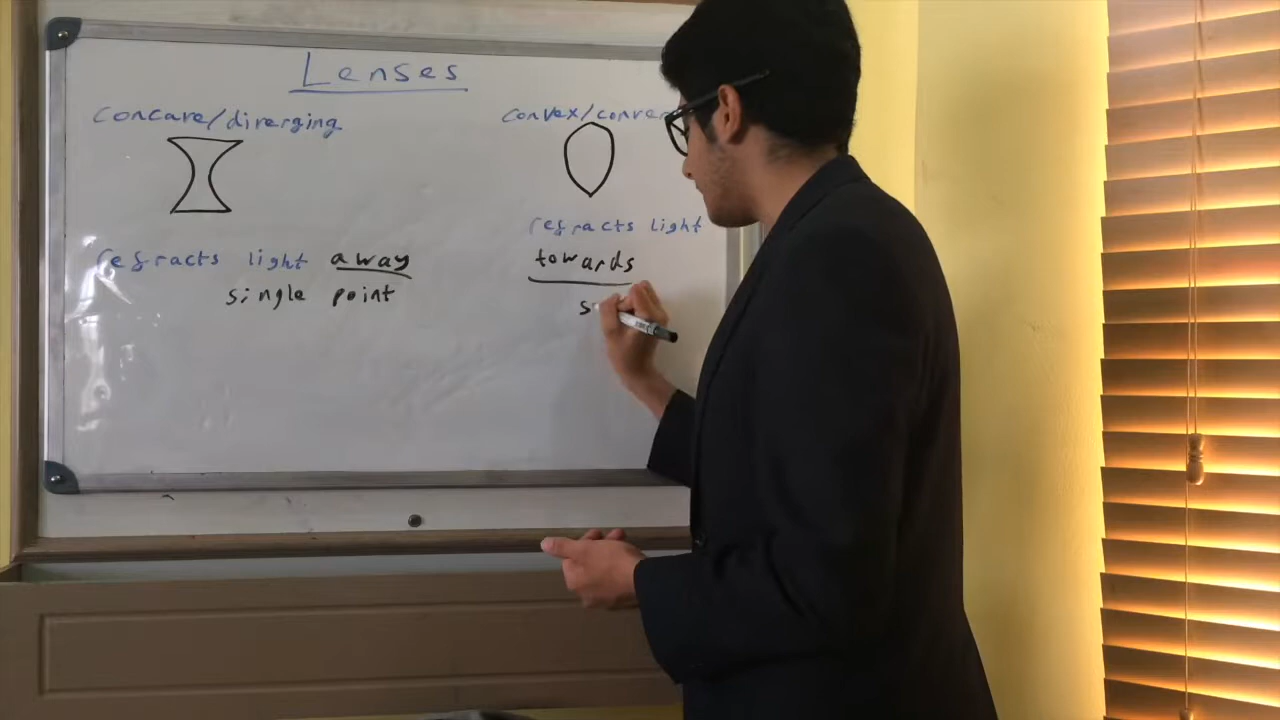 Lenses
concave/diverging
refracts light away
single point
convex/conver
refracts light
towards
s